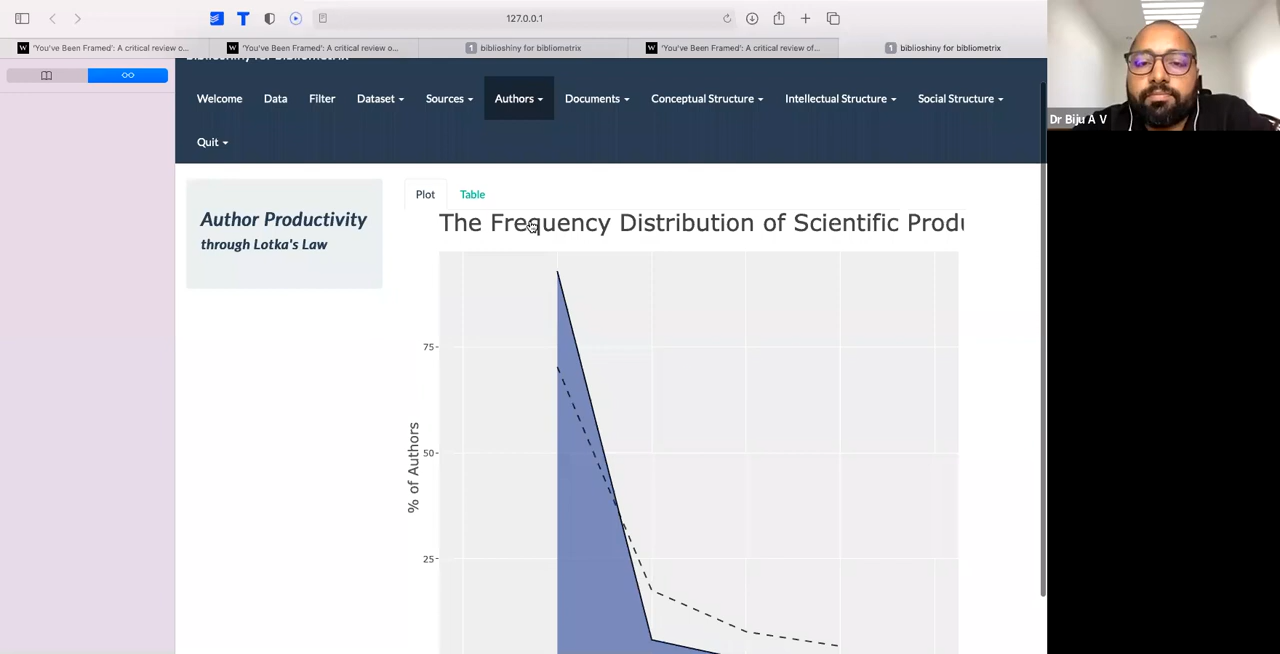 127.0.0.1
'You've Been Framed': A critical review o...
'You've Been Framed': A critical review o...
1 biblioshiny for bibliometrix
'You've Been Framed': A critical review of...
1 biblioshiny for bibliometrix
Welcome Data Filter Dataset Sources Authors Documents Conceptual Structure Intellectual Structure Social Structure
Quit
Author Productivity
through Lotka's Law
Plot Table
The Frequency Distribution of Scientific Produ
75
50
25
% of Authors
Dr Biju A V